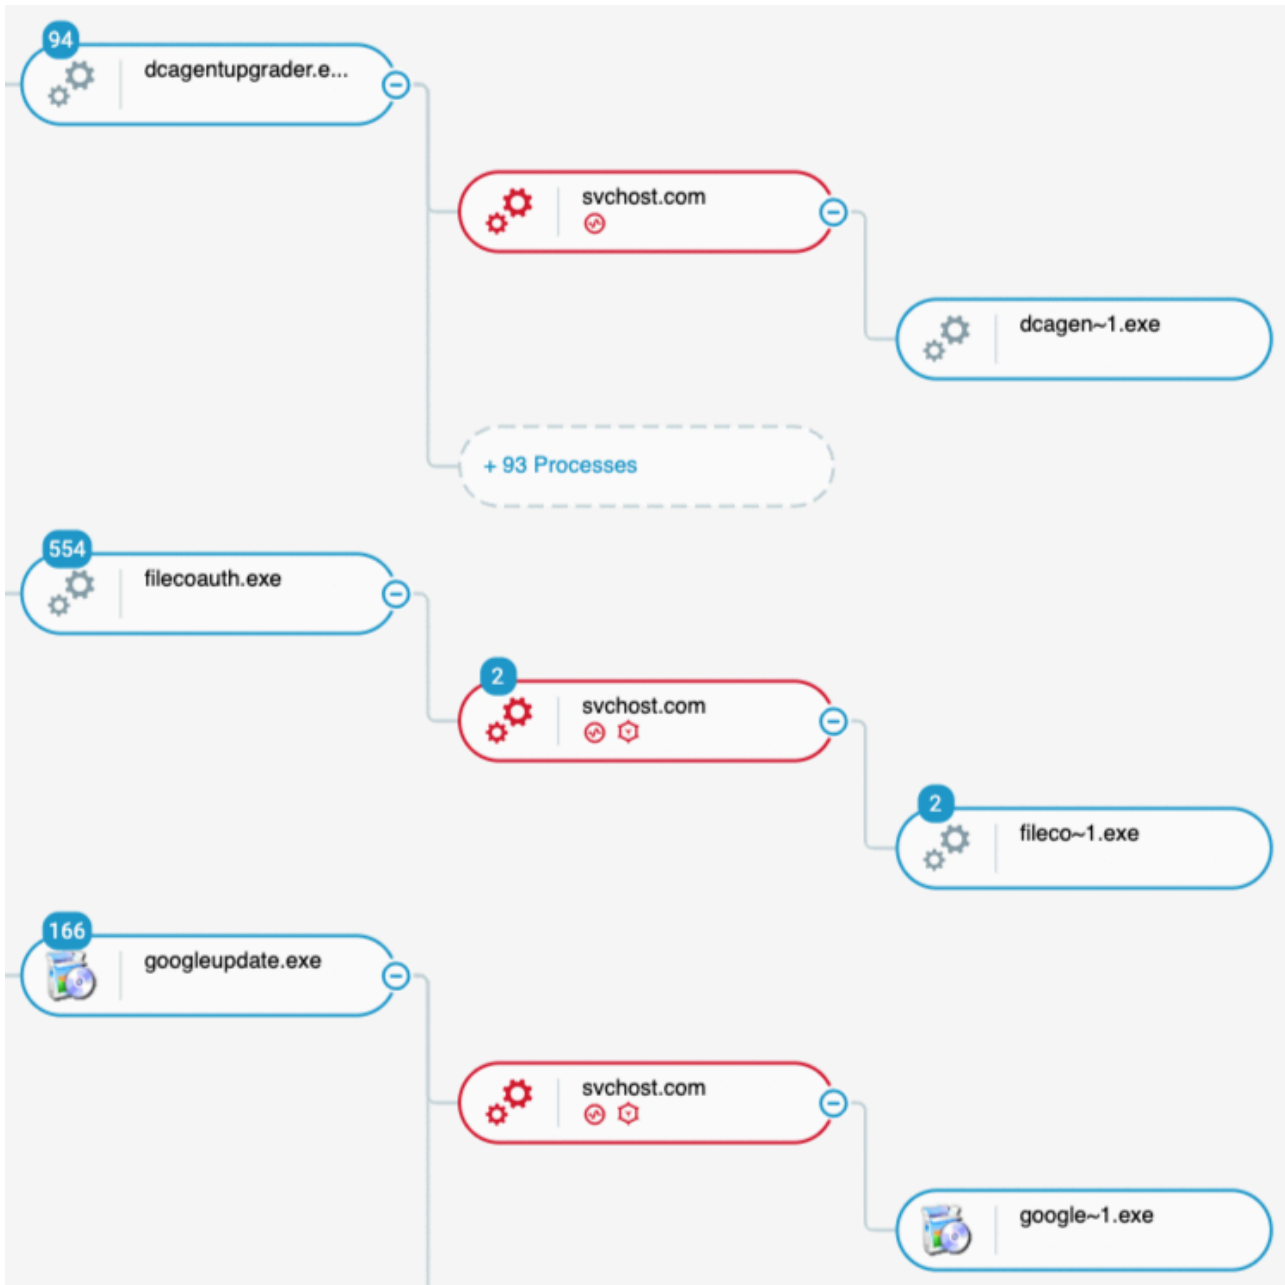 94
dcagentupgrader.e...
svchost.com
dcagen~1.exe
+ 93 Processes
554
filecoauth.exe
2
svchost.com
2
fileco~1.exe
166
googleupdate.exe
svchost.com
google~1.exe